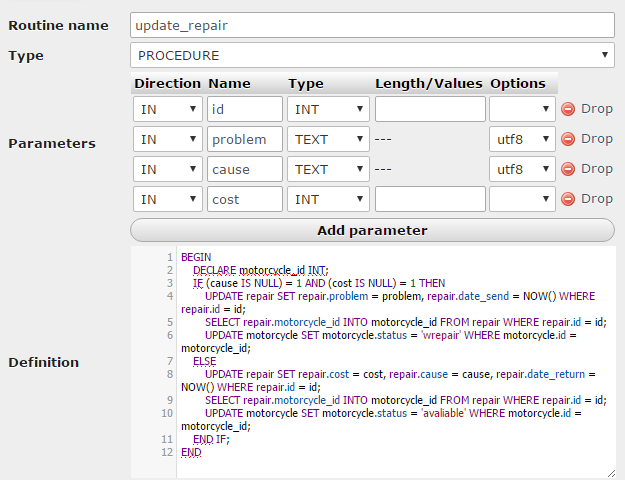 Routine name update_repair
Type PROCEDURE
Direction Name Type Length/Values Options
IN id INT Drop
Parameters
IN problem TEXT --- utf8 Drop
IN cause TEXT --- utf8 Drop
IN cost INT Drop
Add parameter
Definition
1 BEGIN
2 DECLARE motorcycle_id INT;
3 IF (cause IS NULL) = 1 AND (cost IS NULL) = 1 THEN
4 UPDATE repair SET repair.problem = problem, repair.date_send = NOW() WHERE
repair.id = id;
5 SELECT repair.motorcycle_id INTO motorcycle_id FROM repair WHERE repair.id = id;
6 UPDATE motorcycle SET motorcycle.status = 'wrepair' WHERE motorcycle.id =
motorcycle_id;
7 ELSE
8 UPDATE repair SET repair.cost = cost, repair.cause = cause, repair.date_return =
NOW() WHERE repair.id = id;
9 SELECT repair.motorcycle_id INTO motorcycle_id FROM repair WHERE repair.id = id;
10 UPDATE motorcycle SET motorcycle.status = 'avaliable' WHERE motorcycle.id =
motorcycle_id;
11 END IF;
12 END